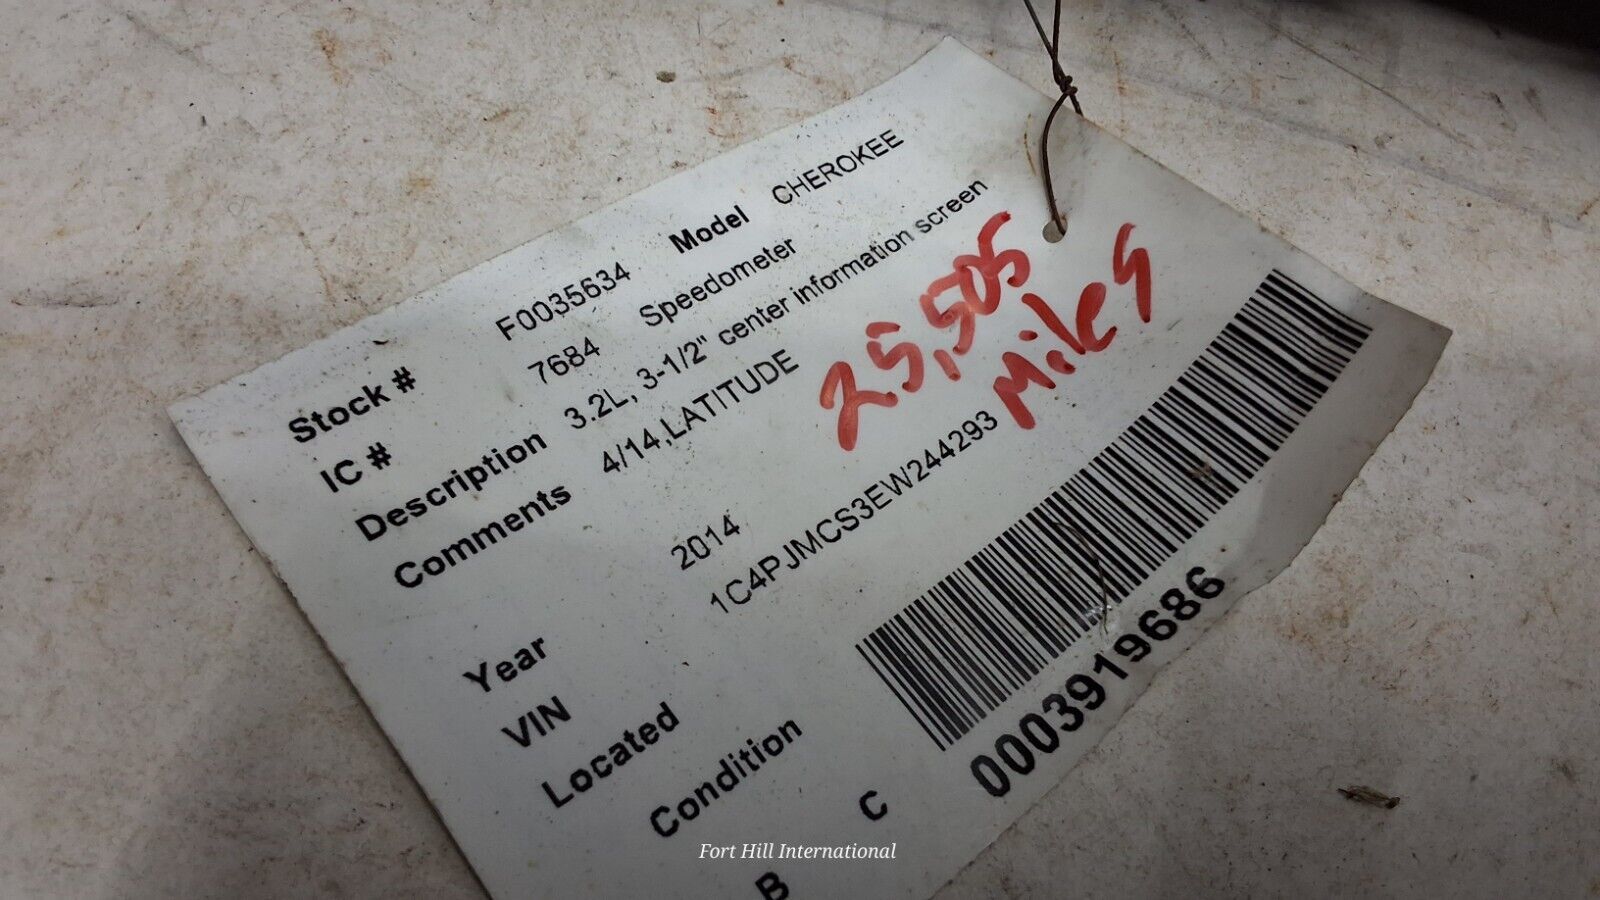 Stock # F0035634 Model CHEROKEE
IC # 7684 Speedometer
Description 3.2L, 3-1/2" center information screen
Comments 4/14,LATITUDE
25,505
Miles
Year 2014
VIN 1C4PJMCS3EW244293
Located
Condition
0003919686
C
B
Fort Hill International